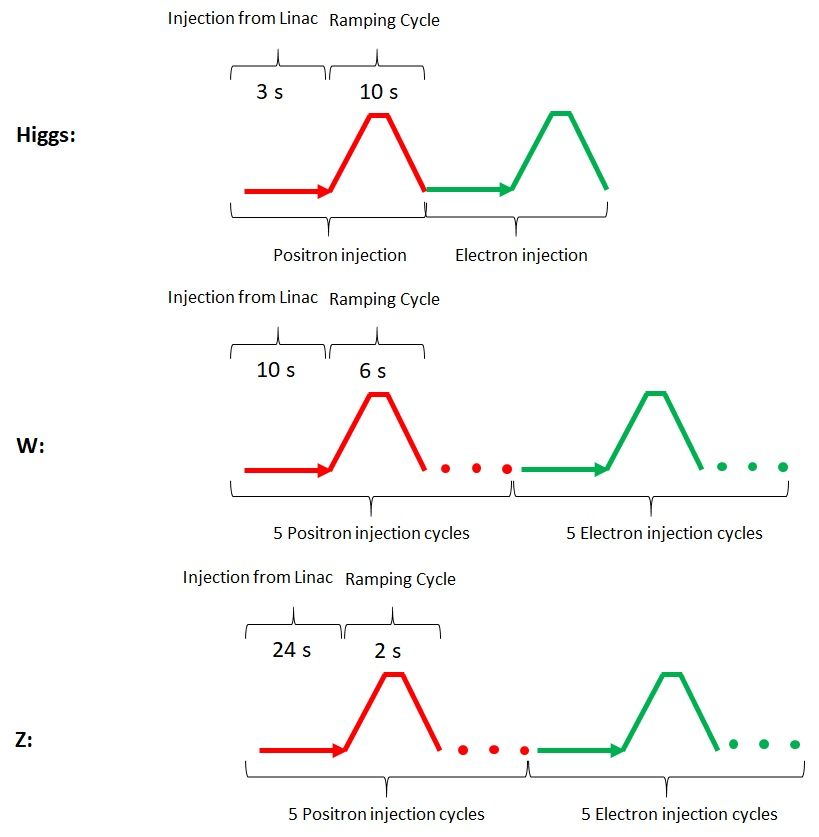 Injection from Linac Ramping Cycle
3 s 10 s
Higgs:
Positron injection Electron injection
Injection from Linac Ramping Cycle
10 s 6 s
W:
5 Positron injection cycles 5 Electron injection cycles
Injection from Linac Ramping Cycle
24 s 2 s
Z:
5 Positron injection cycles 5 Electron injection cycles